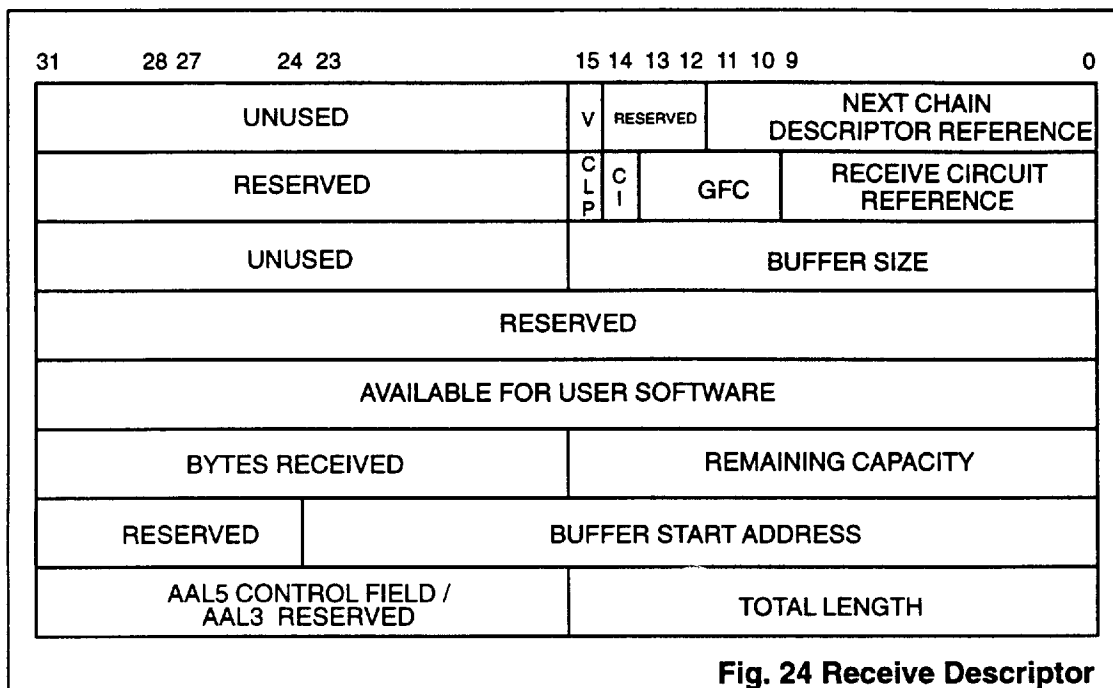 31 28 27 24 23 15 14 13 12 11 10 9 0
UNUSED V RESERVED NEXT CHAIN
DESCRIPTOR REFERENCE
RESERVED CLP CI GFC RECEIVE CIRCUIT
REFERENCE
UNUSED BUFFER SIZE
RESERVED
AVAILABLE FOR USER SOFTWARE
BYTES RECEIVED REMAINING CAPACITY
RESERVED BUFFER START ADDRESS
AAL5 CONTROL FIELD /
AAL3 RESERVED TOTAL LENGTH
Fig. 24 Receive Descriptor